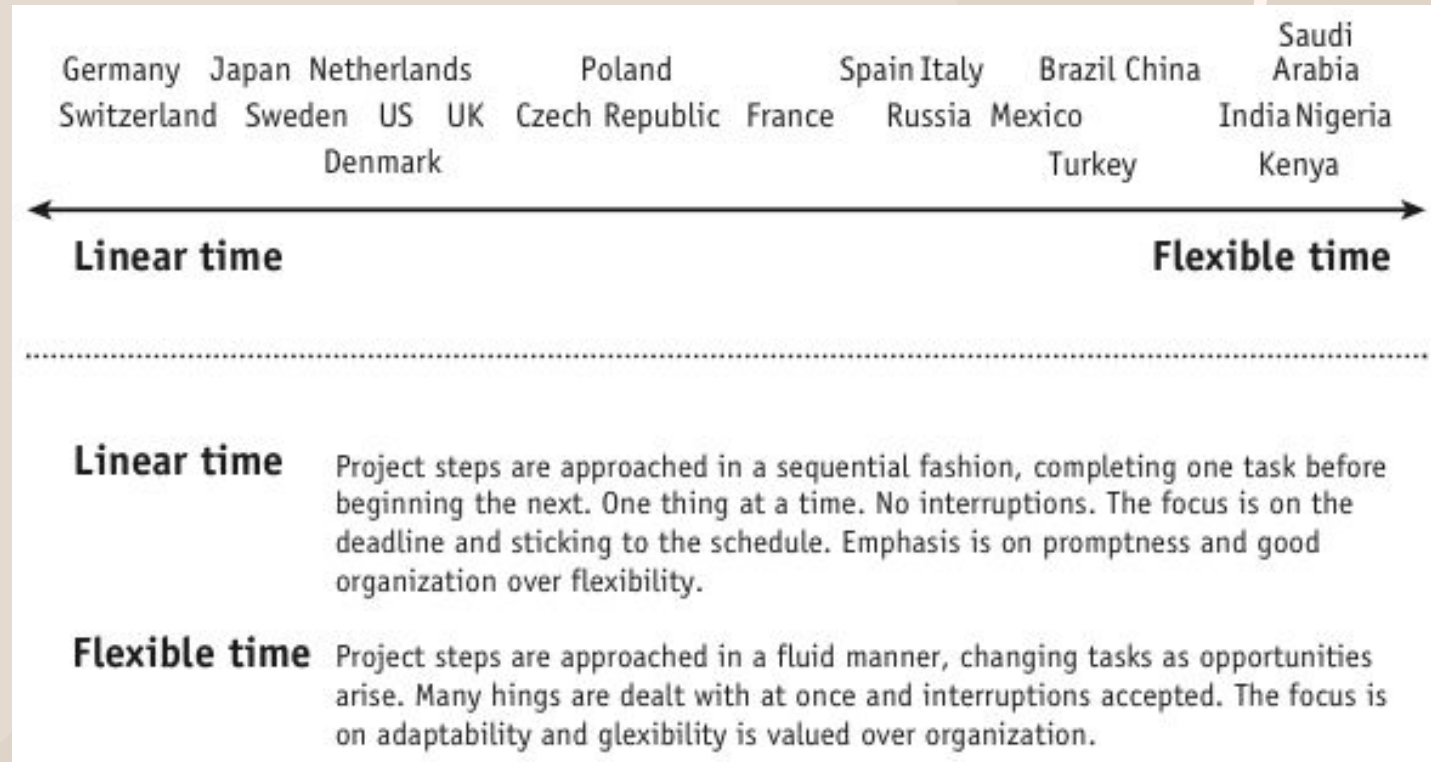 Saudi
Germany Japan Netherlands Poland Spain Italy Brazil China Arabia
Switzerland Sweden US UK Czech Republic France Russia Mexico India Nigeria
Denmark Turkey Kenya
Linear time Flexible time
Linear time Project steps are approached in a sequential fashion, completing one task before
beginning the next. One thing at a time. No interruptions. The focus is on the
deadline and sticking to the schedule. Emphasis is on promptness and good
organization over flexibility.
Flexible time Project steps are approached in a fluid manner, changing tasks as opportunities
arise. Many hings are dealt with at once and interruptions accepted. The focus is
on adaptability and glexibility is valued over organization.